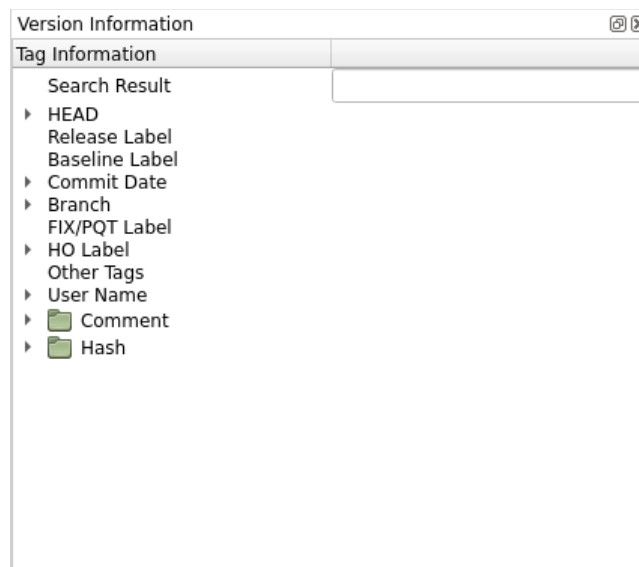 Version Information
Tag Information
Search Result
HEAD
Release Label
Baseline Label
Commit Date
Branch
FIX/PQT Label
HO Label
Other Tags
User Name
Comment
Hash